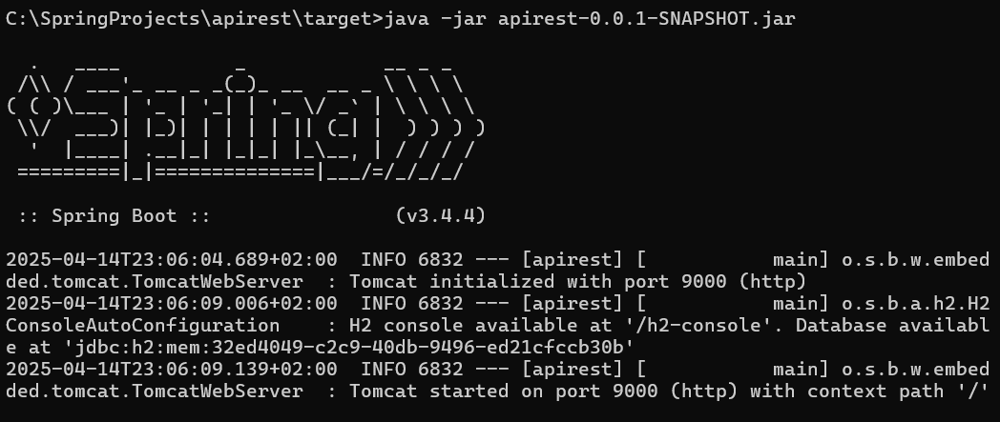 C:\SpringProjects\apirest\target>java -jar apirest-0.0.1-SNAPSHOT.jar
  .   ____          _            __ _ _
 /\\ / ___'_ __ _ _(_)_ __  __ _ \ \ \ \
( ( )\___ | '_ | '_| | '_ \/ _` | \ \ \ \
 \\/  ___)| |_)| | | | | || (_| |  ) ) ) )
  '  |____| .__|_| |_|_| |_\__, | / / / /
 =========|_|==============|___/=/_/_/_/
 :: Spring Boot ::                (v3.4.4)
2025-04-14T23:06:04.689+02:00  INFO 6832 --- [apirest] [           main] o.s.b.w.embed
ded.tomcat.TomcatWebServer  : Tomcat initialized with port 9000 (http)
2025-04-14T23:06:09.006+02:00  INFO 6832 --- [apirest] [           main] o.s.b.a.h2.H2
ConsoleAutoConfiguration    : H2 console available at '/h2-console'. Database availabl
e at 'jdbc:h2:mem:32ed4049-c2c9-40db-9496-ed21cfccb30b'
2025-04-14T23:06:09.139+02:00  INFO 6832 --- [apirest] [           main] o.s.b.w.embed
ded.tomcat.TomcatWebServer  : Tomcat started on port 9000 (http) with context path '/'